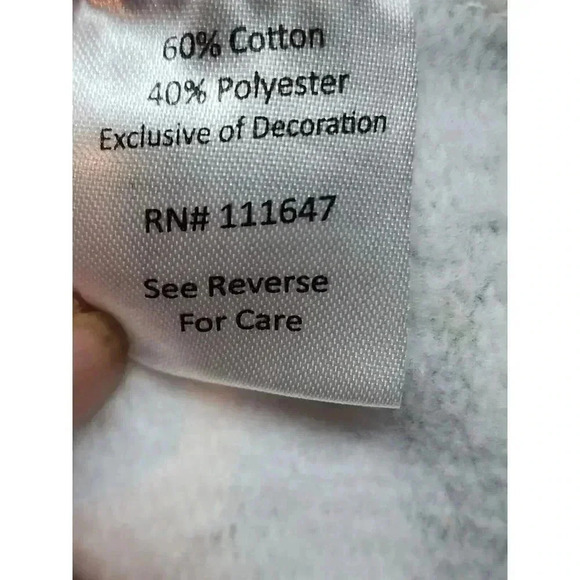 60% Cotton
40% Polyester
Exclusive of Decoration
RN# 111647
See Reverse
For Care